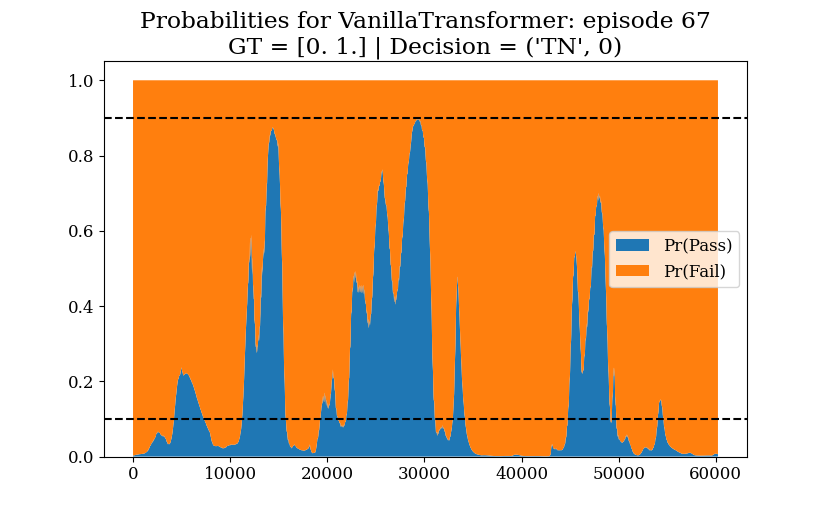 Probabilities for VanillaTransformer: episode 67
GT = [0. 1.] | Decision = ('TN', 0)
1.0
0.8
0.6
0.4
0.2
0.0
Pr(Pass)
Pr(Fail)
0 10000 20000 30000 40000 50000 60000